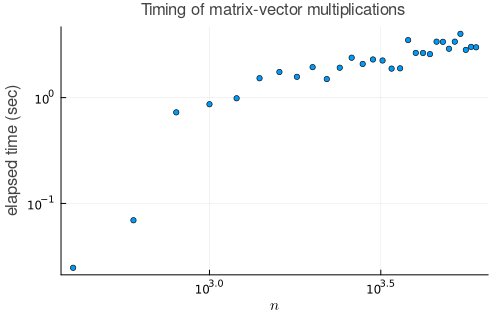 Timing of matrix-vector multiplications
elapsed time (sec)
10^0
10^-1
10^3.0
10^3.5
n